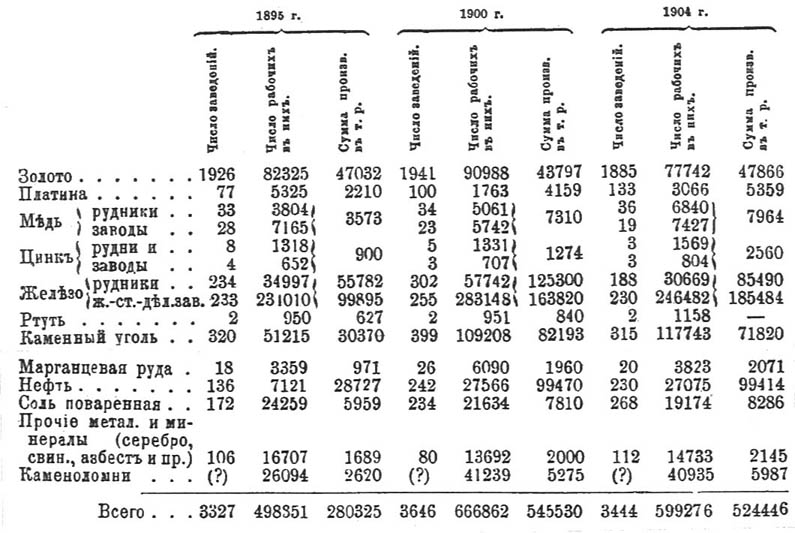 1895 г. 1900 г. 1904 г.
Число заведеній. Число рабочихъ въ нихъ. Сумма произв. въ т. р. Число заведеній. Число рабочихъ въ нихъ. Сумма произв. въ т. р. Число заведеній. Число рабочихъ въ нихъ. Сумма произв. въ т. р.
Золото . . . . . . . 1926 82325 47032 1941 90988 43797 1885 77742 47866
Платина . . . . . . 77 5325 2210 100 1763 4159 133 3066 5359
Мѣдь { рудники . . 33 3804 } 3573 34 5061 } 7310 36 6840 } 7964
заводы . . 28 7165 23 5742 19 7427
Цинкъ { рудни и . . 8 1318 } 900 5 1331 } 1274 3 1569 } 2560
заводы . . 4 652 3 707 3 804
Желѣзо { рудники . . 234 34997 55782 302 57742 125300 188 30669 85490
ж.-ст.-дѣл.зав. 233 231010 99895 255 283148 163820 230 246482 185484
Ртуть . . . . . . . 2 950 627 2 951 840 2 1158 —
Каменный уголь . . 320 51215 30370 399 109208 82193 315 117743 71820
Марганцевая руда . 18 3359 971 26 6090 1960 20 3823 2071
Нефть . . . . . . . 136 7121 28727 242 27566 99470 230 27075 99414
Соль поваренная . . 172 24259 5959 234 21634 7810 268 19174 8286
Прочіе метал. и ми-
нералы (серебро,
свин., азбестъ и пр.) 106 16707 1689 80 13692 2000 112 14733 2145
Каменоломни . . . (?) 26094 2620 (?) 41239 5275 (?) 40935 5987
Всего . . . 3327 498351 280325 3646 666862 545530 3444 599276 524446